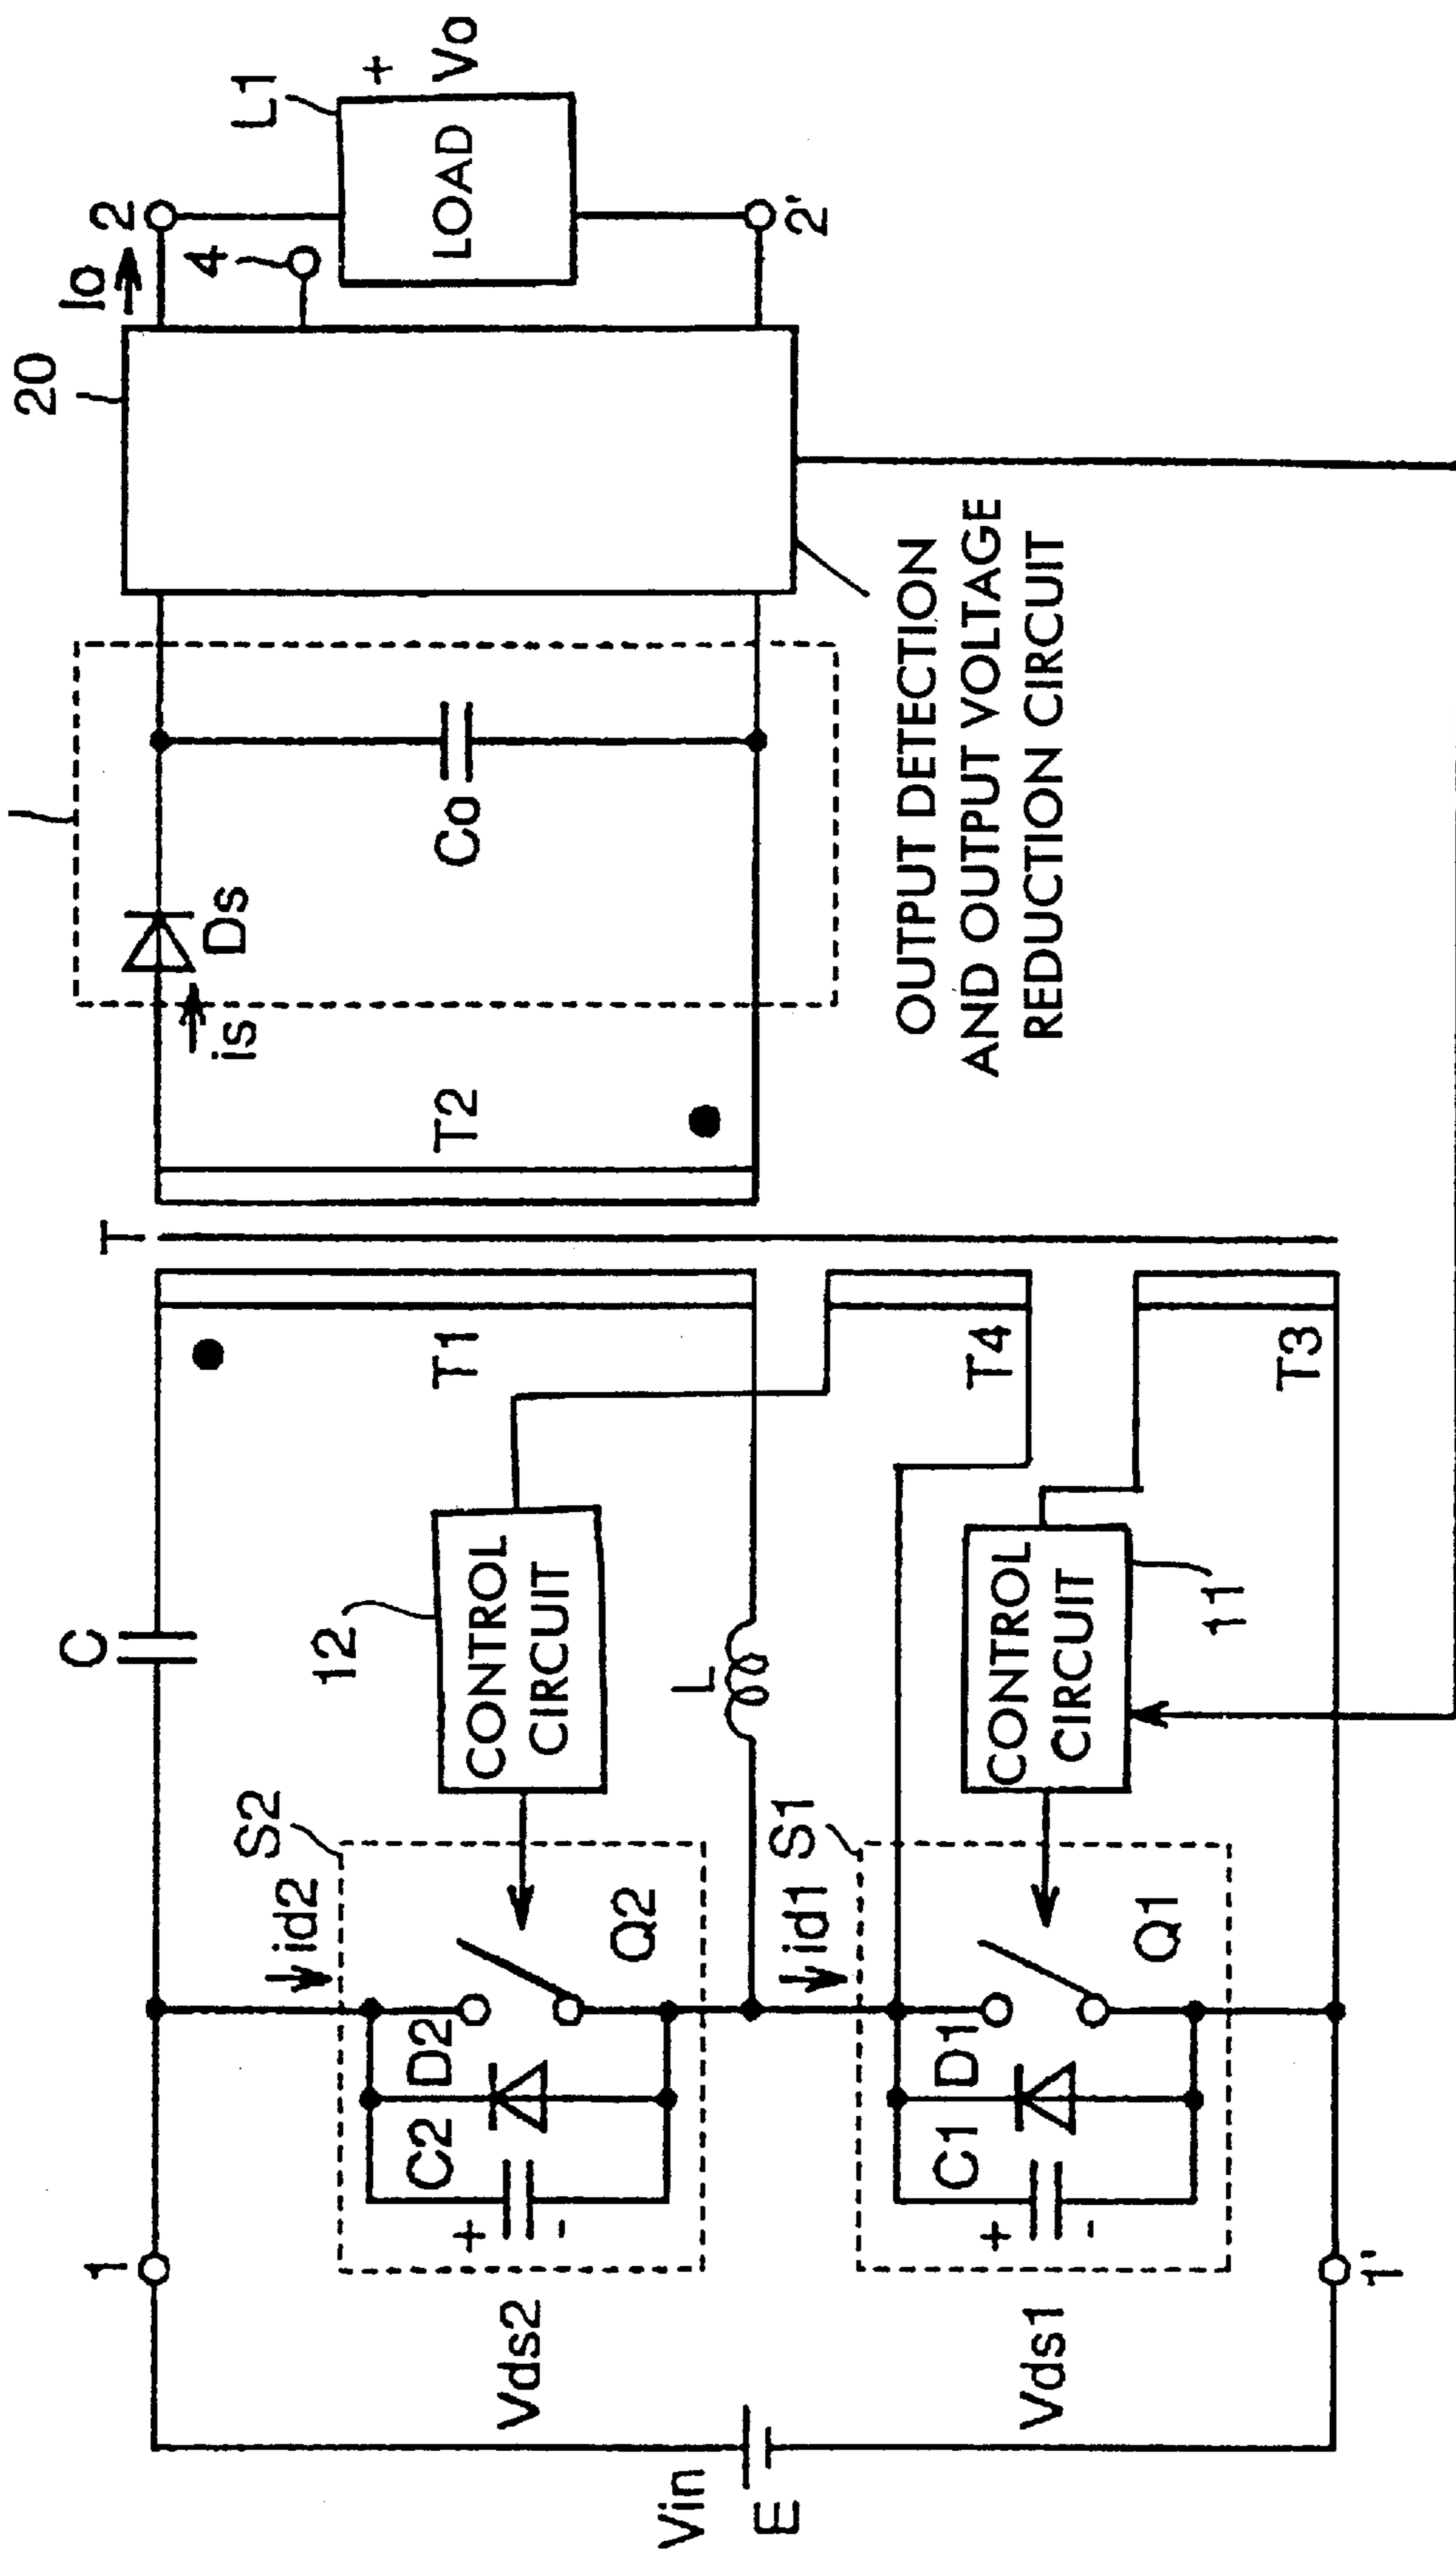 1
Vin
E
1'
Vds2
Vds1
+
-
C2
D2
Q2
id2
S2
+
-
C1
D1
Q1
id1
S1
C
12
CONTROL
CIRCUIT
L
CONTROL
CIRCUIT
11
T1
T4
T3
T
T2
is
Ds
Co
OUTPUT DETECTION
AND OUTPUT VOLTAGE
REDUCTION CIRCUIT
20
Io
2
4
2'
L1
LOAD
+
Vo